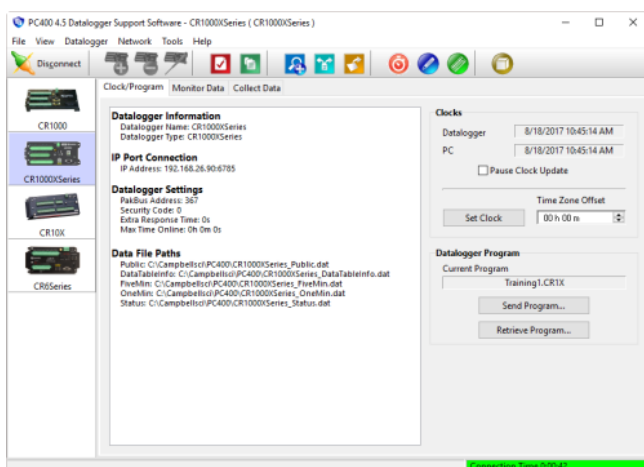 PC400 4.5 Datalogger Support Software - CR1000XSeries ( CR1000XSeries )
File View Datalogger Network Tools Help
Disconnect
Clock/Program Monitor Data Collect Data
CR1000
CR1000XSeries
CR10X
CR6Series
Datalogger Information
Datalogger Name: CR1000XSeries
Datalogger Type: CR1000XSeries
IP Port Connection
IP Address: 192.168.26.90:6785
Datalogger Settings
PakBus Address: 367
Security Code: 0
Extra Response Time: 0s
Max Time Online: 0h 0m 0s
Data File Paths
Public: C:\Campbellsci\PC400\CR1000XSeries_Public.dat
DataTableInfo: C:\Campbellsci\PC400\CR1000XSeries_DataTableInfo.dat
FiveMin: C:\Campbellsci\PC400\CR1000XSeries_FiveMin.dat
OneMin: C:\Campbellsci\PC400\CR1000XSeries_OneMin.dat
Status: C:\Campbellsci\PC400\CR1000XSeries_Status.dat
Clocks
Datalogger 8/18/2017 10:45:14 AM
PC 8/18/2017 10:45:14 AM
Pause Clock Update
Time Zone Offset
Set Clock 00 h 00 m
Datalogger Program
Current Program
Training1.CR1X
Send Program...
Retrieve Program...
Connection Time 0:00:42